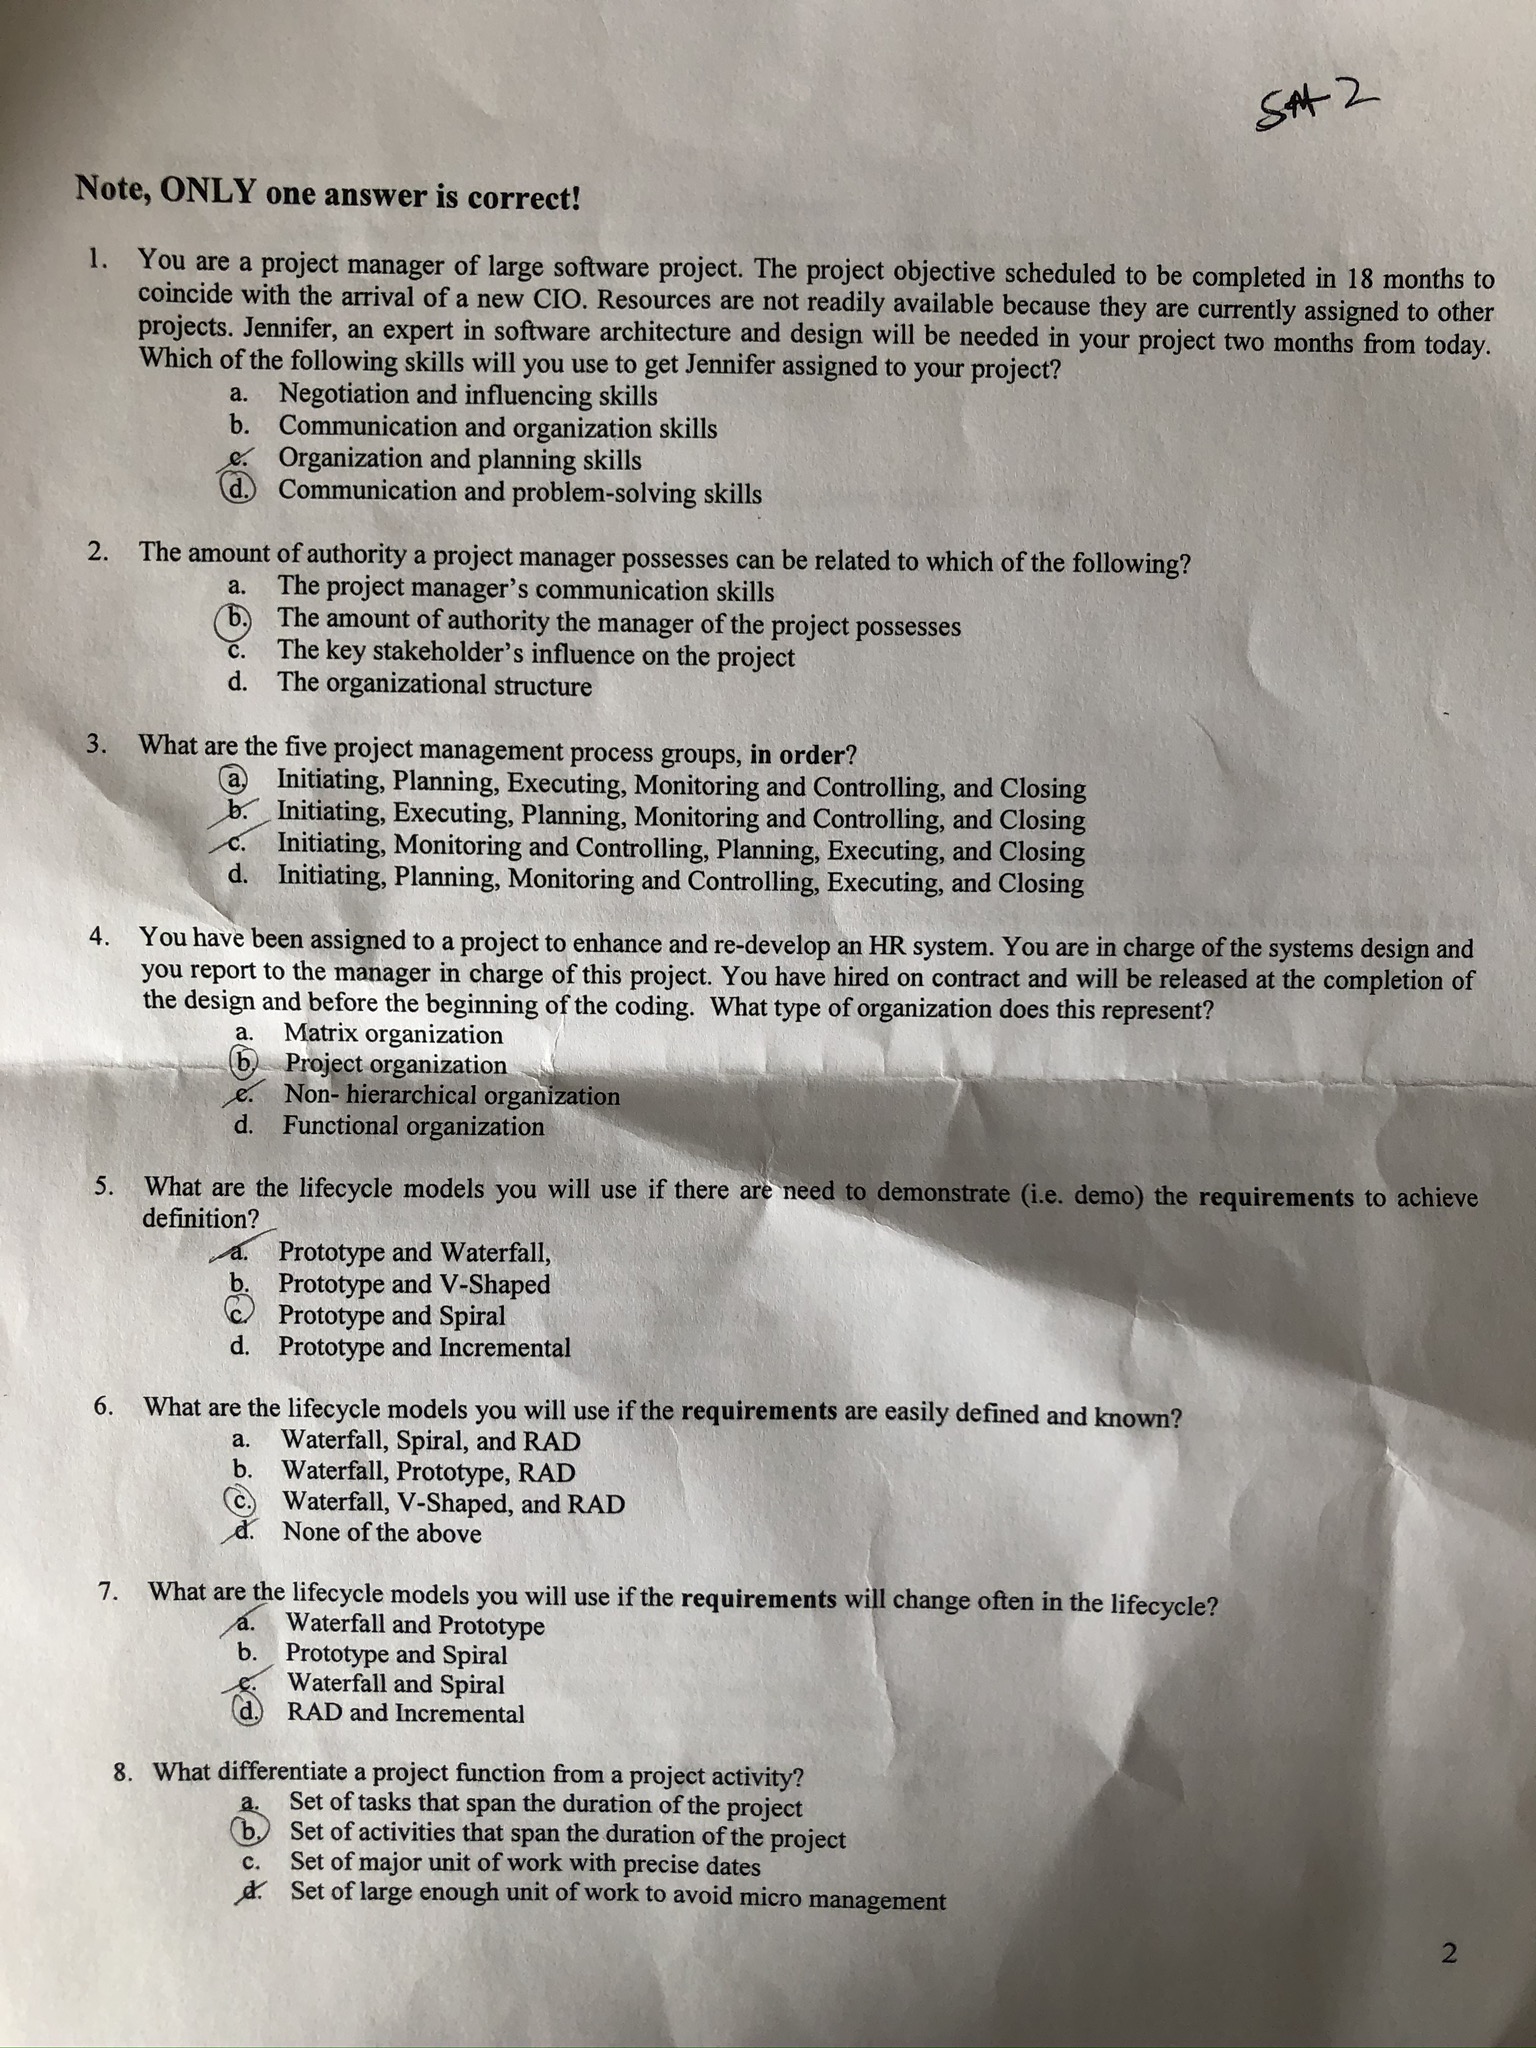 Note, ONLY one answer is correct!
1. You are a project manager of large software project. The project objective scheduled to be completed in 18 months to
coincide with the arrival of a new CIO. Resources are not readily available because they are currently assigned to other
projects. Jennifer, an expert in software architecture and design will be needed in your project two months from today.
Which of the following skills will you use to get Jennifer assigned to your project?
a. Negotiation and influencing skills
b. Communication and organization skills
c. Organization and planning skills
d. Communication and problem-solving skills
2. The amount of authority a project manager possesses can be related to which of the following?
a. The project manager's communication skills
b. The amount of authority the manager of the project possesses
c. The key stakeholder's influence on the project
d. The organizational structure
3. What are the five project management process groups, in order?
a. Initiating, Planning, Executing, Monitoring and Controlling, and Closing
b. Initiating, Executing, Planning, Monitoring and Controlling, and Closing
c. Initiating, Monitoring and Controlling, Planning, Executing, and Closing
d. Initiating, Planning, Monitoring and Controlling, Executing, and Closing
4. You have been assigned to a project to enhance and re-develop an HR system. You are in charge of the systems design and
you report to the manager in charge of this project. You have hired on contract and will be released at the completion of
the design and before the beginning of the coding. What type of organization does this represent?
a. Matrix organization
b. Project organization
c. Non- hierarchical organization
d. Functional organization
5. What are the lifecycle models you will use if there are need to demonstrate (i.e. demo) the requirements to achieve
definition?
a. Prototype and Waterfall,
b. Prototype and V-Shaped
c. Prototype and Spiral
d. Prototype and Incremental
6. What are the lifecycle models you will use if the requirements are easily defined and known?
a. Waterfall, Spiral, and RAD
b. Waterfall, Prototype, RAD
c. Waterfall, V-Shaped, and RAD
d. None of the above
7. What are the lifecycle models you will use if the requirements will change often in the lifecycle?
a. Waterfall and Prototype
b. Prototype and Spiral
c. Waterfall and Spiral
d. RAD and Incremental
8. What differentiate a project function from a project activity?
a. Set of tasks that span the duration of the project
b. Set of activities that span the duration of the project
c. Set of major unit of work with precise dates
d. Set of large enough unit of work to avoid micro management
2